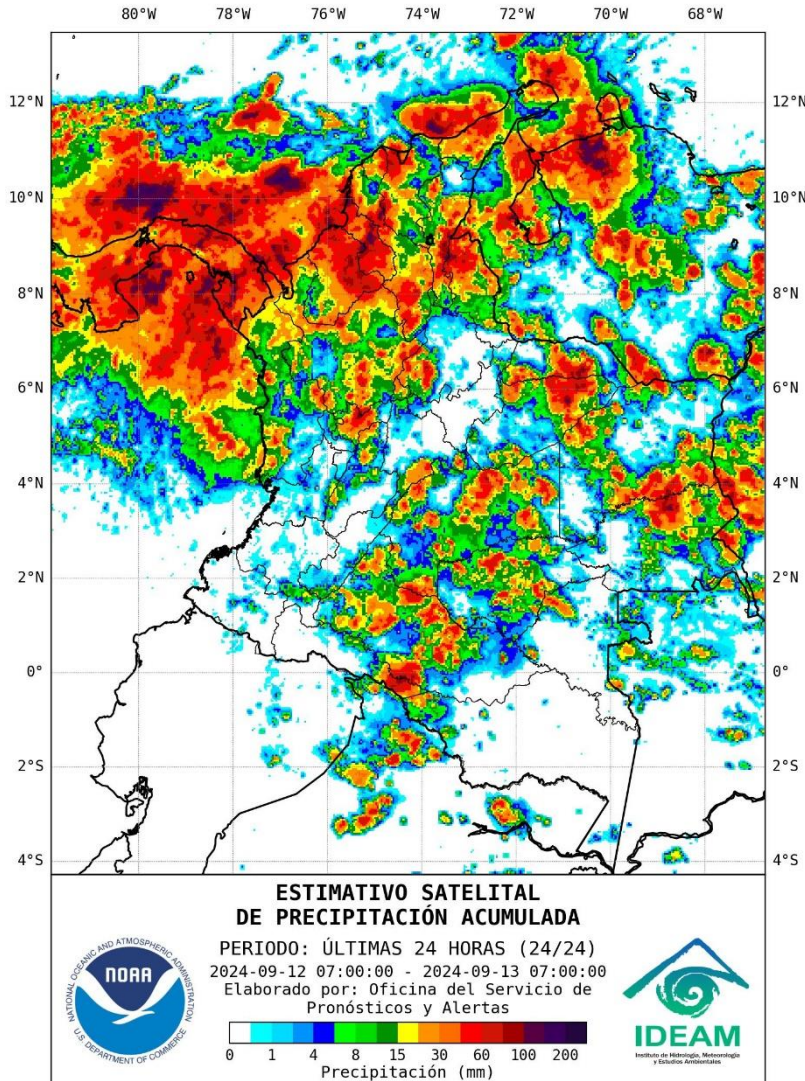 80°W 78°W 76°W 74°W 72°W 70°W 68°W
12°N 12°N
10°N 10°N
8°N 8°N
6°N 6°N
4°N 4°N
2°N 2°N
0° 0°
2°S 2°S
4°S 4°S
ESTIMATIVO SATELITAL
DE PRECIPITACIÓN ACUMULADA
PERIODO: ÚLTIMAS 24 HORAS (24/24)
2024-09-12 07:00:00 - 2024-09-13 07:00:00
Elaborado por: Oficina del Servicio de
Pronósticos y Alertas
0 1 4 8 15 30 60 100 200
Precipitación (mm)
NATIONAL OCEANIC AND ATMOSPHERIC ADMINISTRATION
NOAA
U.S. DEPARTMENT OF COMMERCE
IDEAM
Instituto de Hidrología, Meteorología
y Estudios Ambientales